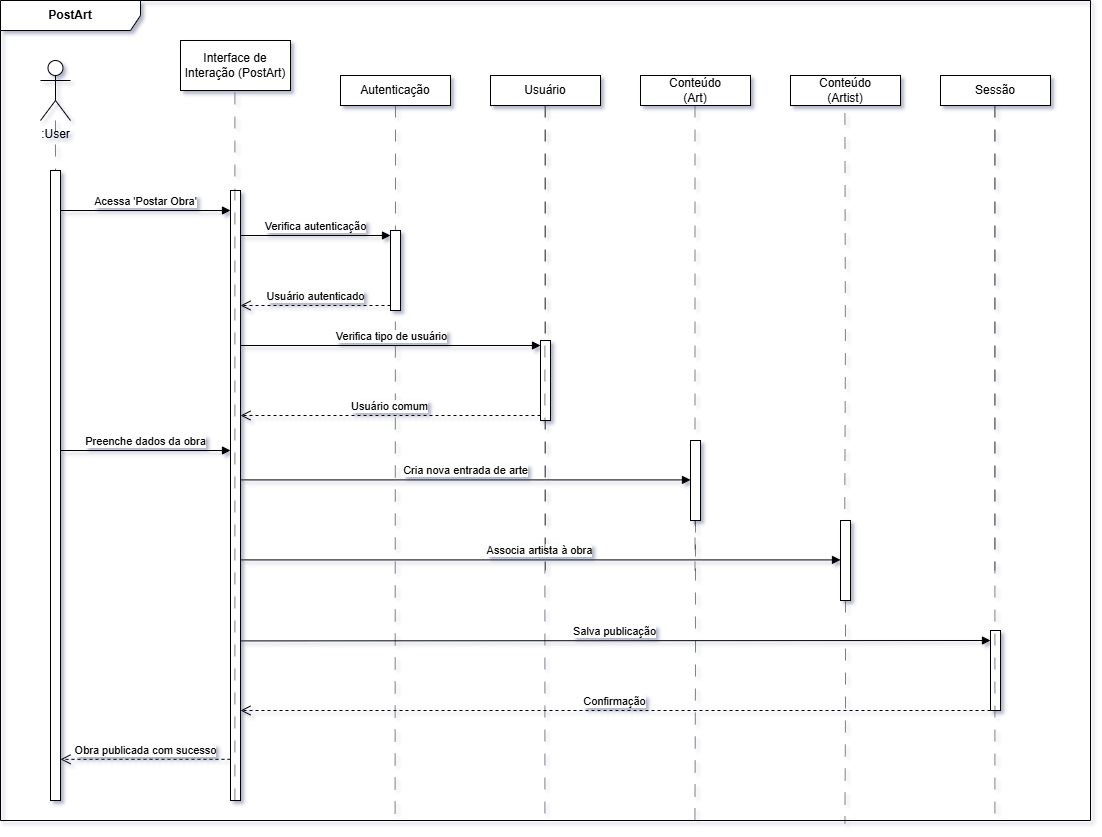 PostArt
:User
Interface de
Interação (PostArt)
Autenticação
Usuário
Conteúdo
(Art)
Conteúdo
(Artist)
Sessão
Acessa 'Postar Obra'
Verifica autenticação
Usuário autenticado
Verifica tipo de usuário
Usuário comum
Preenche dados da obra
Cria nova entrada de arte
Associa artista à obra
Salva publicação
Confirmação
Obra publicada com sucesso